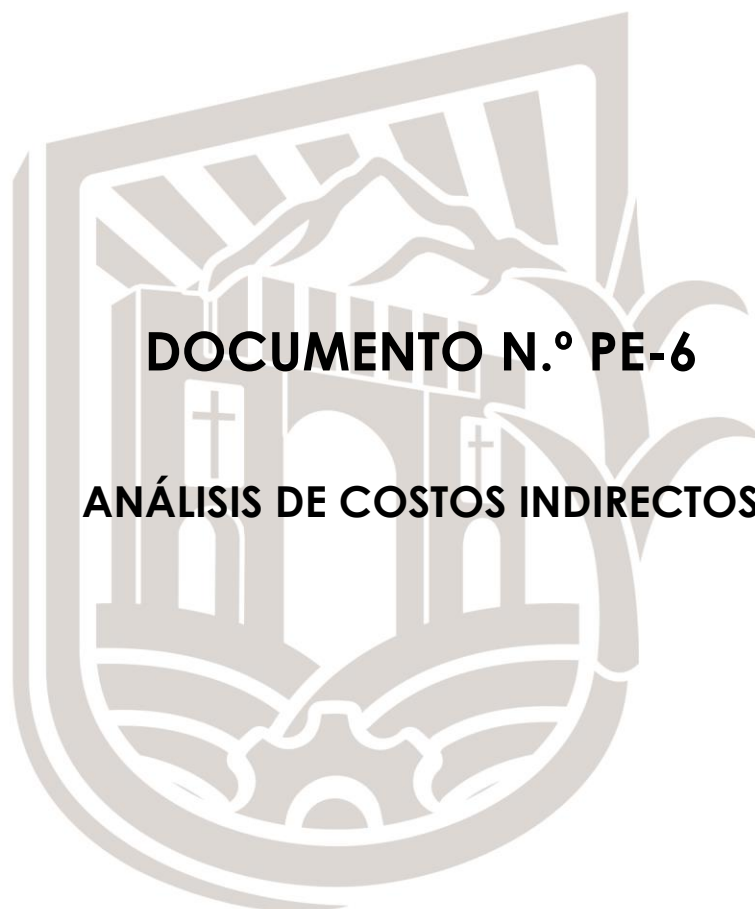 DOCUMENTO N.º PE-6
ANÁLISIS DE COSTOS INDIRECTOS